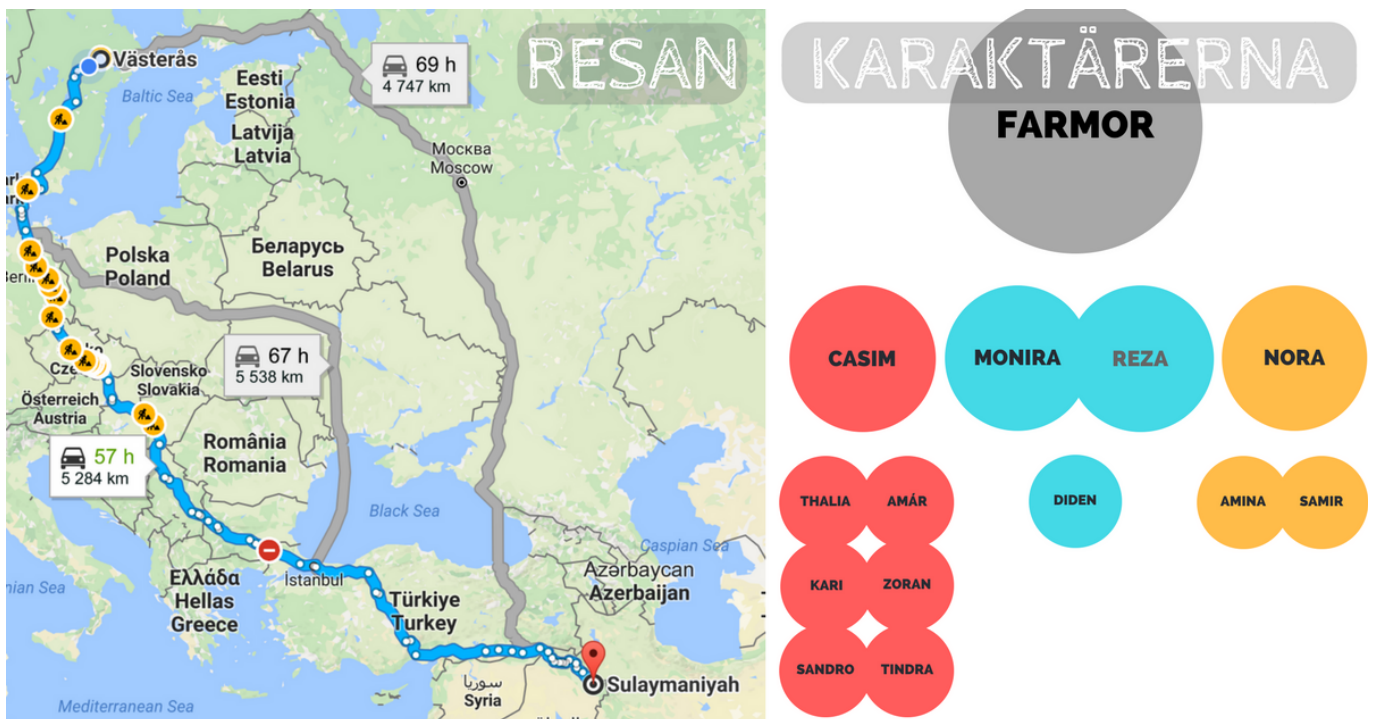 RESAN
Västerås
69 h
4 747 km
Baltic Sea
Eesti
Estonia
Latvija
Latvia
Москва
Moscow
Polska
Poland
Беларусь
Belarus
67 h
5 538 km
Slovensko
Slovakia
Österreich
Austria
57 h
5 284 km
România
Romania
Black Sea
Caspian Sea
İstanbul
Ελλάδα
Hellas
Greece
Türkiye
Turkey
Azərbaycan
Azerbaijan
سوريا
Syria
Sulaymaniyah
Mediterranean Sea
KARAKTÄRERNA
FARMOR
CASIM
MONIRA
REZA
NORA
THALIA
AMÁR
DIDEN
AMINA
SAMIR
KARI
ZORAN
SANDRO
TINDRA